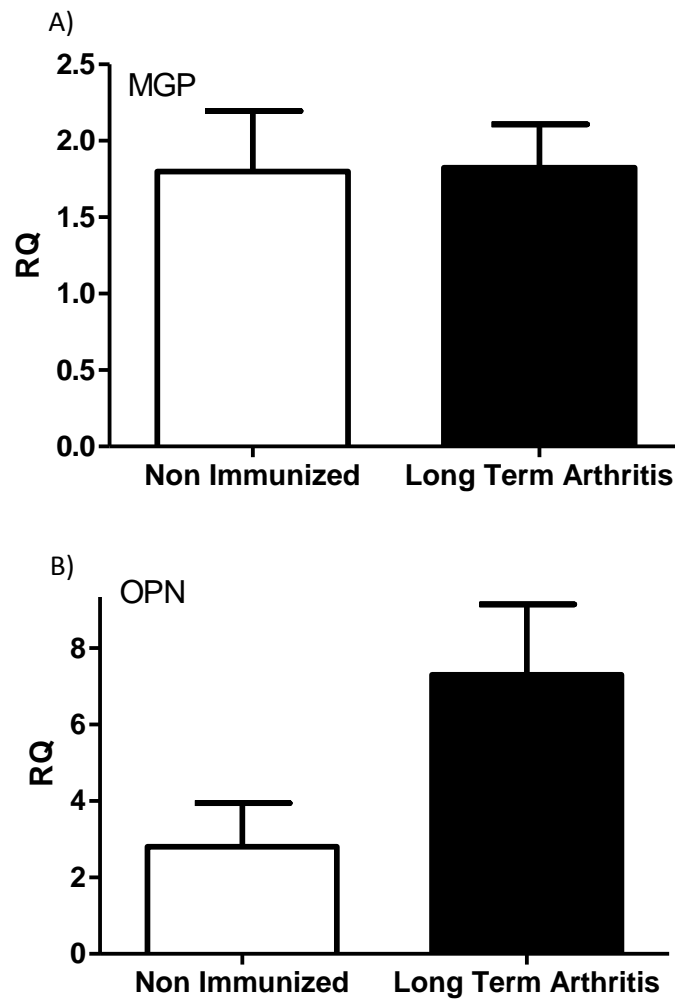 A)
MGP
2.5
2.0
1.5
1.0
0.5
0.0
RQ
Non Immunized Long Term Arthritis
B)
OPN
8
6
4
2
0
RQ
Non Immunized Long Term Arthritis